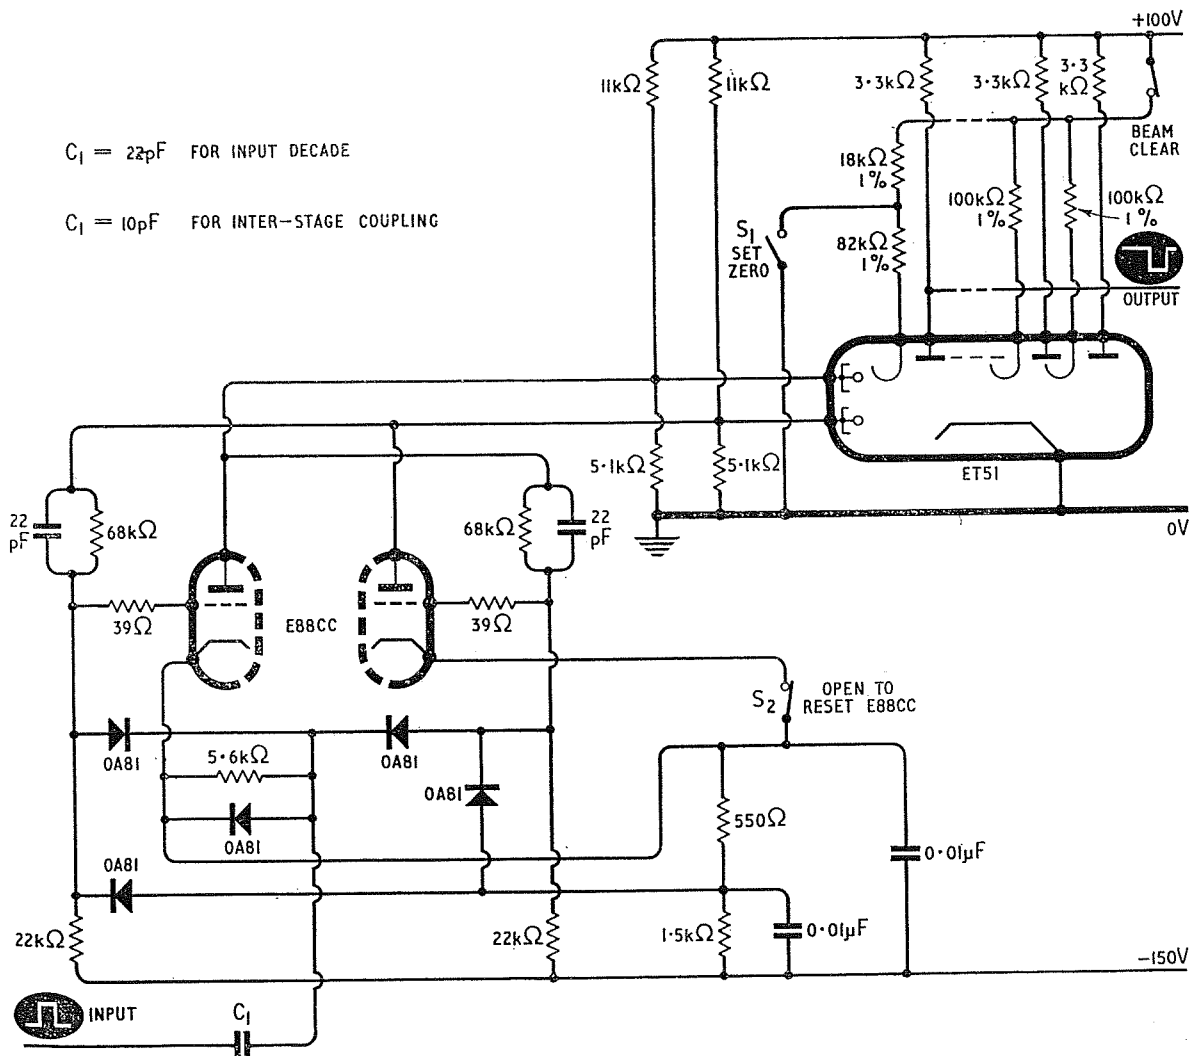 +100V
11kΩ
11kΩ
3·3kΩ
3·3kΩ
3·3
kΩ
BEAM
CLEAR
C1 = 22pF FOR INPUT DECADE
18kΩ
1%
C1 = 10pF FOR INTER-STAGE COUPLING
100kΩ
1%
100kΩ
1%
S1
SET
ZERO
82kΩ
1%
OUTPUT
5·1kΩ
5·1kΩ
ET51
0V
22
pF
68kΩ
68kΩ
22
pF
39Ω
E88CC
39Ω
S2
OPEN TO
RESET E88CC
OA81
OA81
5·6kΩ
OA81
OA81
550Ω
0·01µF
OA81
22kΩ
22kΩ
1·5kΩ
0·01µF
-150V
INPUT
C1